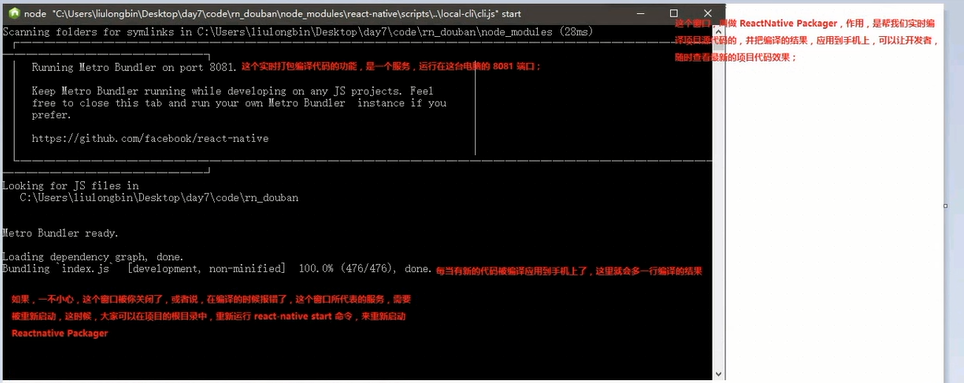 node "C:\Users\liulongbin\Desktop\day7\code\rn_douban\node_modules\react-native\scripts\..\local-cli\cli.js" start
这个窗口，叫做 ReactNative Packager，作用，是帮我们实时编
译项目源代码的，并把编译的结果，应用到手机上，可以让开发者，
随时查看最新的项目代码效果；
Scanning folders for symlinks in C:\Users\liulongbin\Desktop\day7\code\rn_douban\node_modules (28ms)
Running Metro Bundler on port 8081. 这个实时打包编译代码的功能，是一个服务，运行在这台电脑的 8081 端口；
Keep Metro Bundler running while developing on any JS projects. Feel
free to close this tab and run your own Metro Bundler instance if you
prefer.
https://github.com/facebook/react-native
Looking for JS files in
C:\Users\liulongbin\Desktop\day7\code\rn_douban
Metro Bundler ready.
Loading dependency graph, done.
Bundling `index.js` [development, non-minified] 100.0% (476/476), done. 每当有新的代码被编译应用到手机上了，这里就会多一行编译的结果
如果，一不小心，这个窗口被你关闭了，或者说，在编译的时候报错了，这个窗口所代表的服务，需要
被重新启动，这时候，大家可以在项目的根目录中，重新运行 react-native start 命令，来重新启动
Reactnative Packager